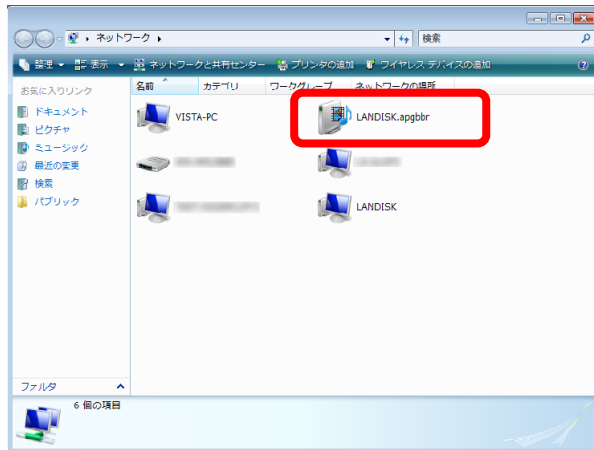 ネットワーク
検索
整理 表示 ネットワークと共有センター プリンタの追加 ワイヤレス デバイスの追加
お気に入りリンク
ドキュメント
ピクチャ
ミュージック
最近の変更
検索
パブリック
名前 カテゴリ ワークグループ ネットワークの場所
VISTA-PC
LANDISK.apgbbr
LANDISK
フォルダ
6 個の項目